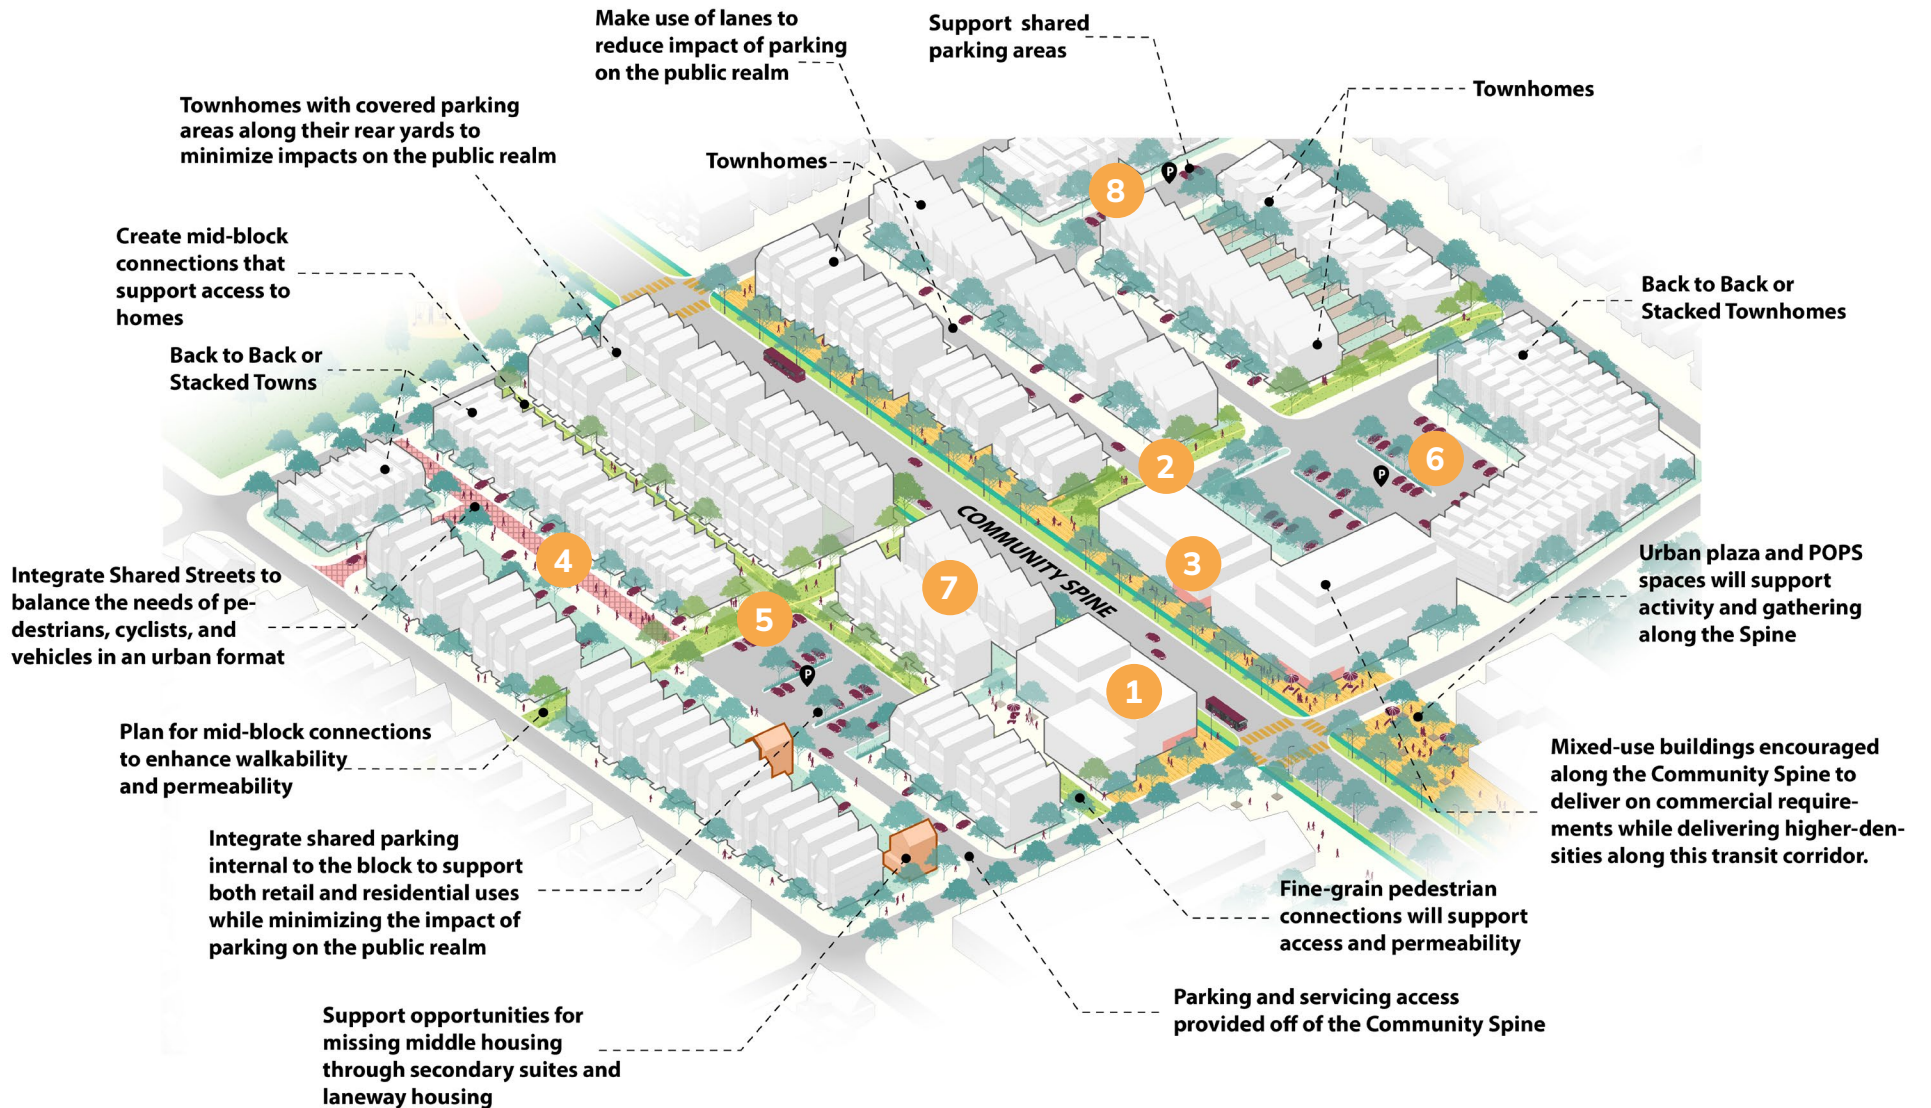 Make use of lanes to
reduce impact of parking
on the public realm
Support shared
parking areas
Townhomes
Townhomes with covered parking
areas along their rear yards to
minimize impacts on the public realm
Townhomes
P
8
Create mid-block
connections that
support access to
homes
Back to Back or
Stacked Townhomes
Back to Back or
Stacked Towns
2
6
P
COMMUNITY SPINE
3
4
7
5
Urban plaza and POPS
spaces will support
activity and gathering
along the Spine
Integrate Shared Streets to
balance the needs of pe-
destrians, cyclists, and
vehicles in an urban format
P
1
Plan for mid-block connections
to enhance walkability
and permeability
Mixed-use buildings encouraged
along the Community Spine to
deliver on commercial require-
ments while delivering higher-den-
sities along this transit corridor.
Integrate shared parking
internal to the block to support
both retail and residential uses
while minimizing the impact of
parking on the public realm
Fine-grain pedestrian
connections will support
access and permeability
Parking and servicing access
provided off of the Community Spine
Support opportunities for
missing middle housing
through secondary suites and
laneway housing